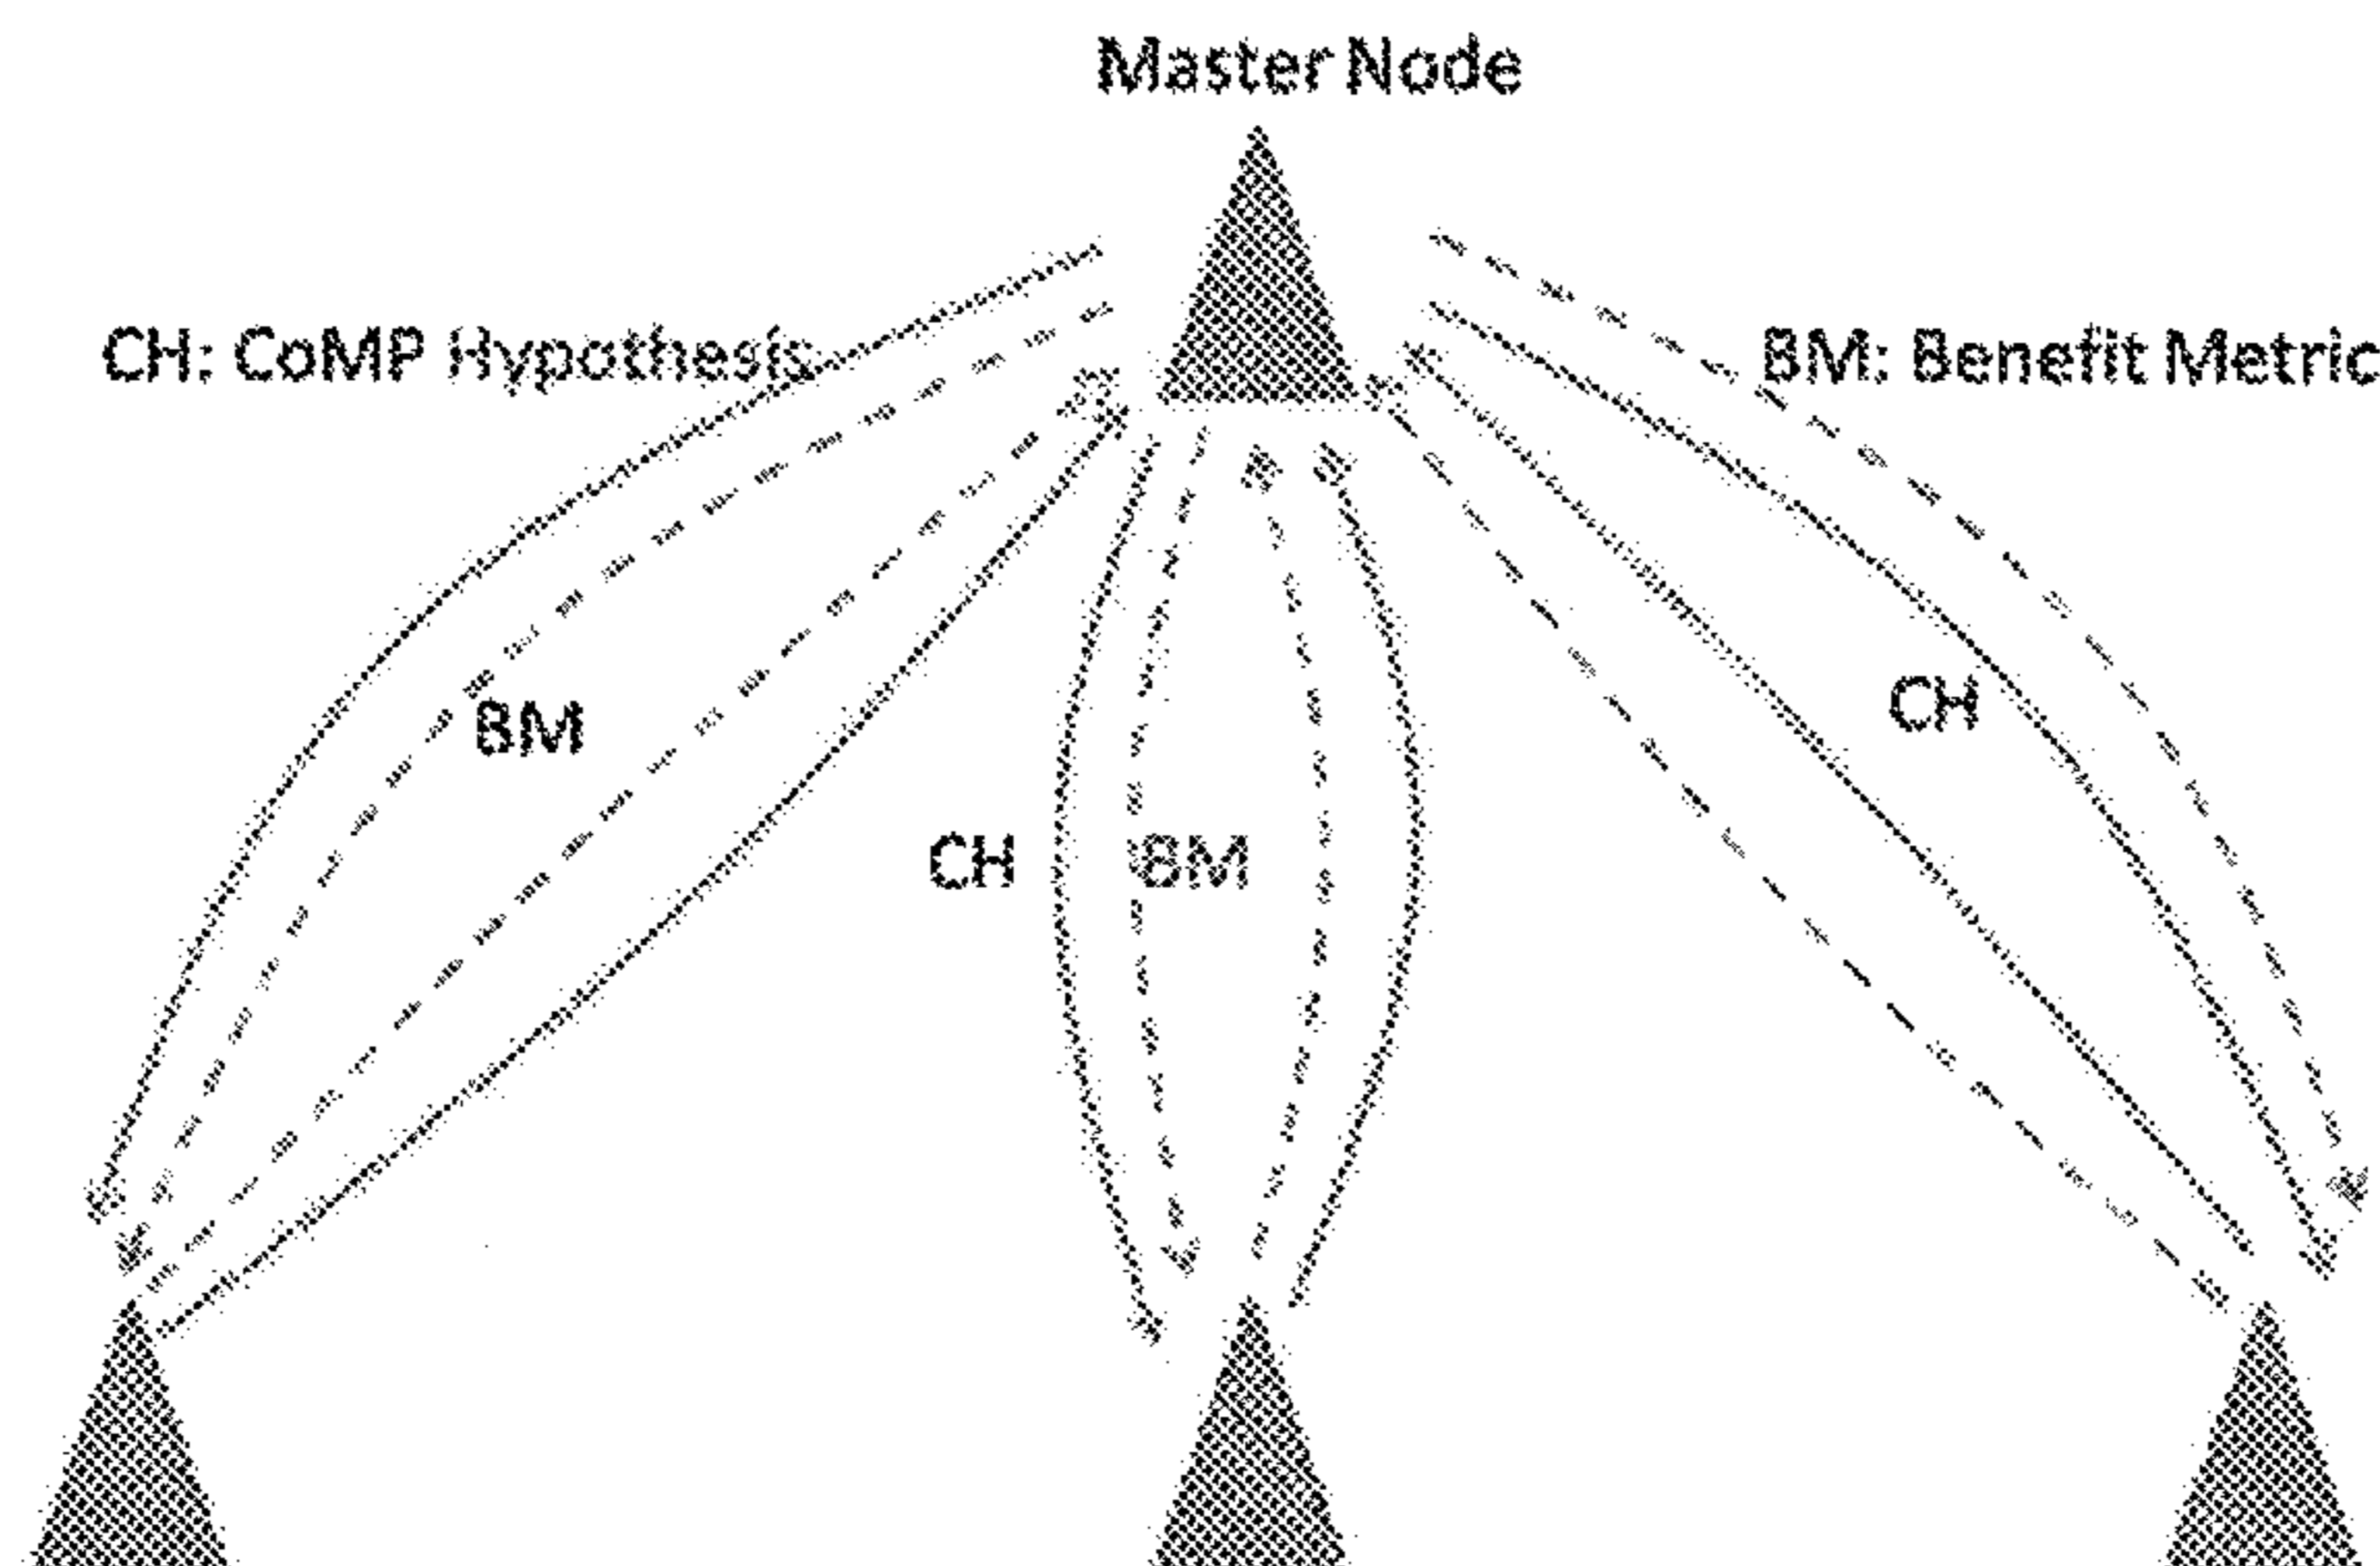 Master Node
CH: CoMP Hypothesis
BM: Benefit Metric
BM
CH
CH
BM